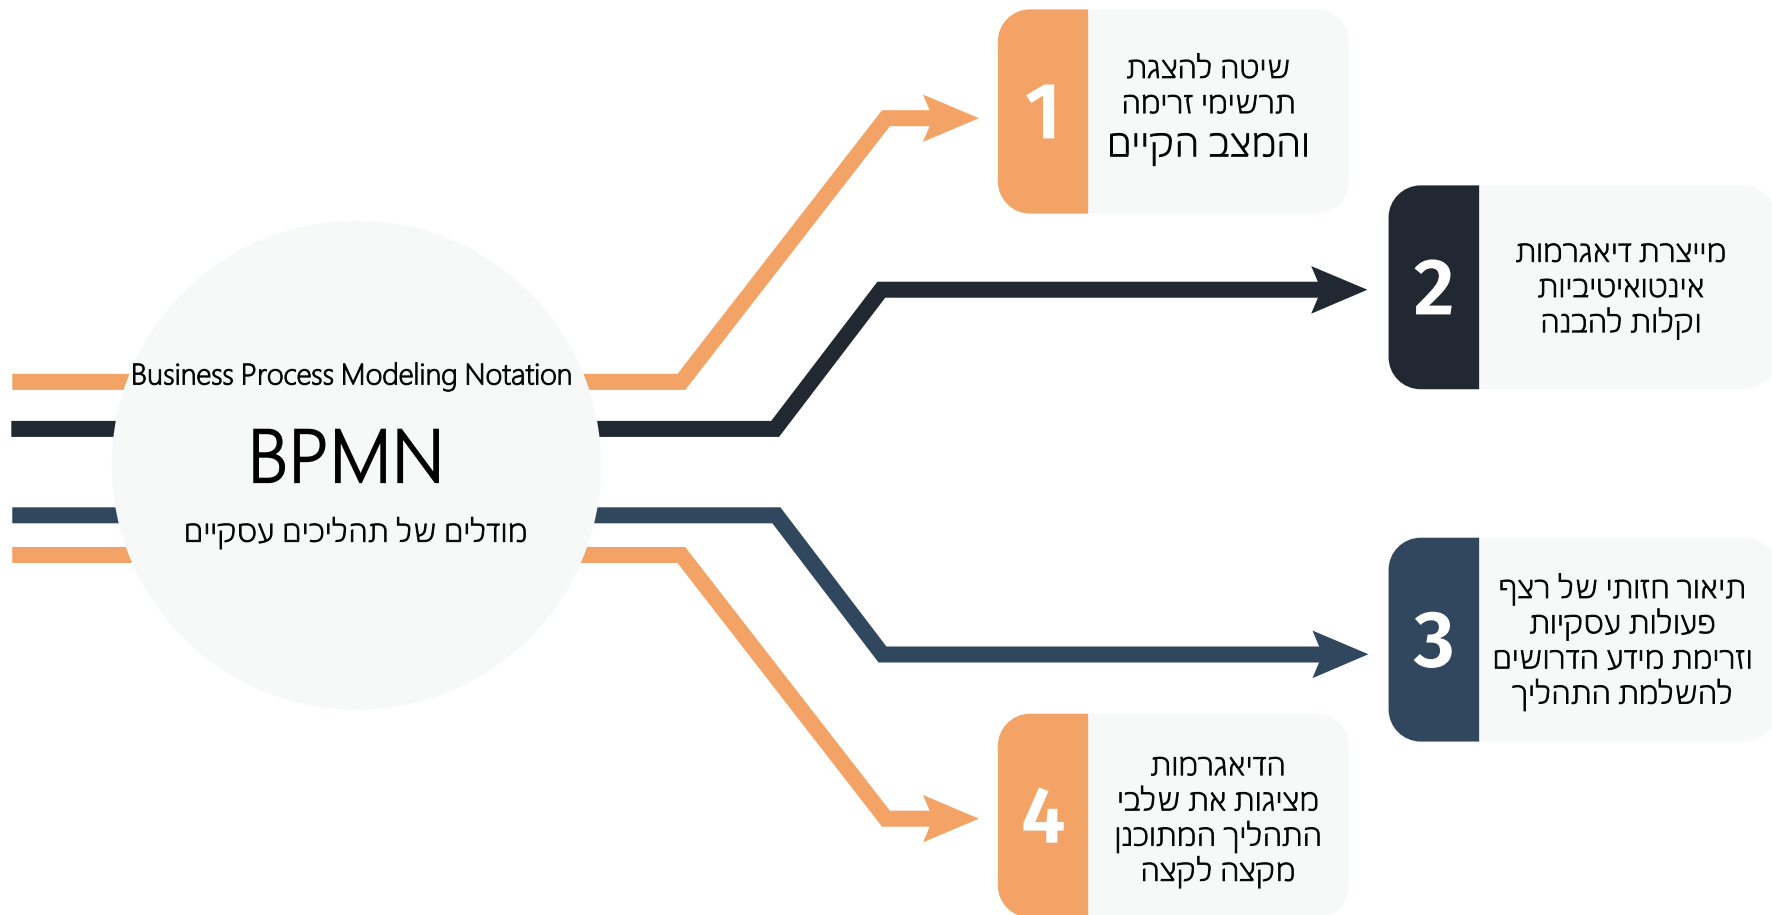 Business Process Modeling Notation
BPMN
מודלים של תהליכים עסקיים
1
שיטה להצגת
תרשימי זרימה
והמצב הקיים
2
מייצרת דיאגרמות
אינטואיטיביות
וקלות להבנה
3
תיאור חזותי של רצף
פעולות עסקיות
וזרימת מידע הדרושים
להשלמת התהליך
4
הדיאגרמות
מציגות את שלבי
התהליך המתוכנן
מקצה לקצה